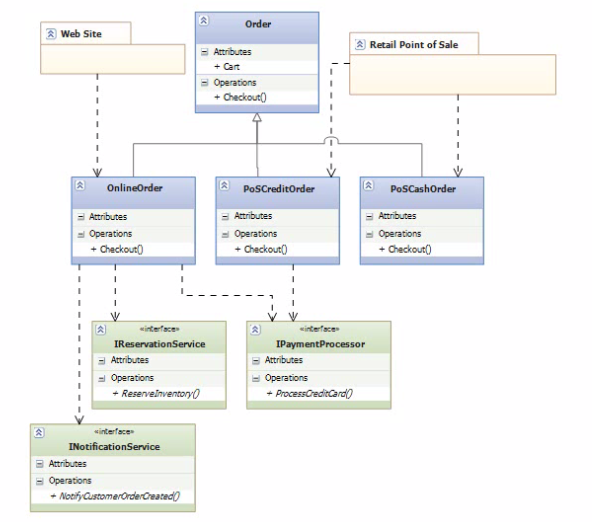 Web Site
Order
Attributes
+ Cart
Operations
+ Checkout()
Retail Point of Sale
OnlineOrder
Attributes
Operations
+ Checkout()
PoSCreditOrder
Attributes
Operations
+ Checkout()
PoSCashOrder
Attributes
Operations
+ Checkout()
«interface»
IReservationService
Attributes
Operations
+ ReserveInventory()
«interface»
IPaymentProcessor
Attributes
Operations
+ ProcessCreditCard()
«interface»
INotificationService
Attributes
Operations
+ NotifyCustomerOrderCreated()